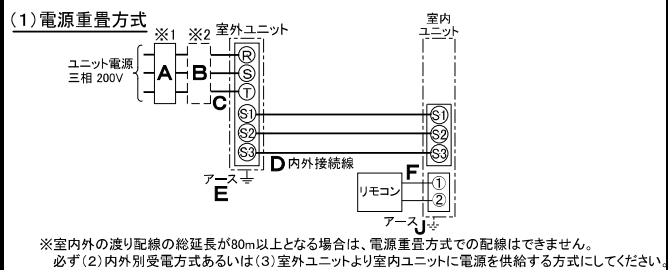 (1)電源重畳方式
※1 ※2 室外ユニット 室内ユニット
ユニット電源
三相 200V
A B C
R
S
T
S1 S1
S2 S2
S3 S3
D 内外接続線
アース
E
F
リモコン
①
②
アース J
※室内外の渡り配線の総延長が80m以上となる場合は、電源重畳方式での配線はできません。
必ず(2)内外別受電方式あるいは(3)室外ユニットより室内ユニットに電源を供給する方式にしてください。